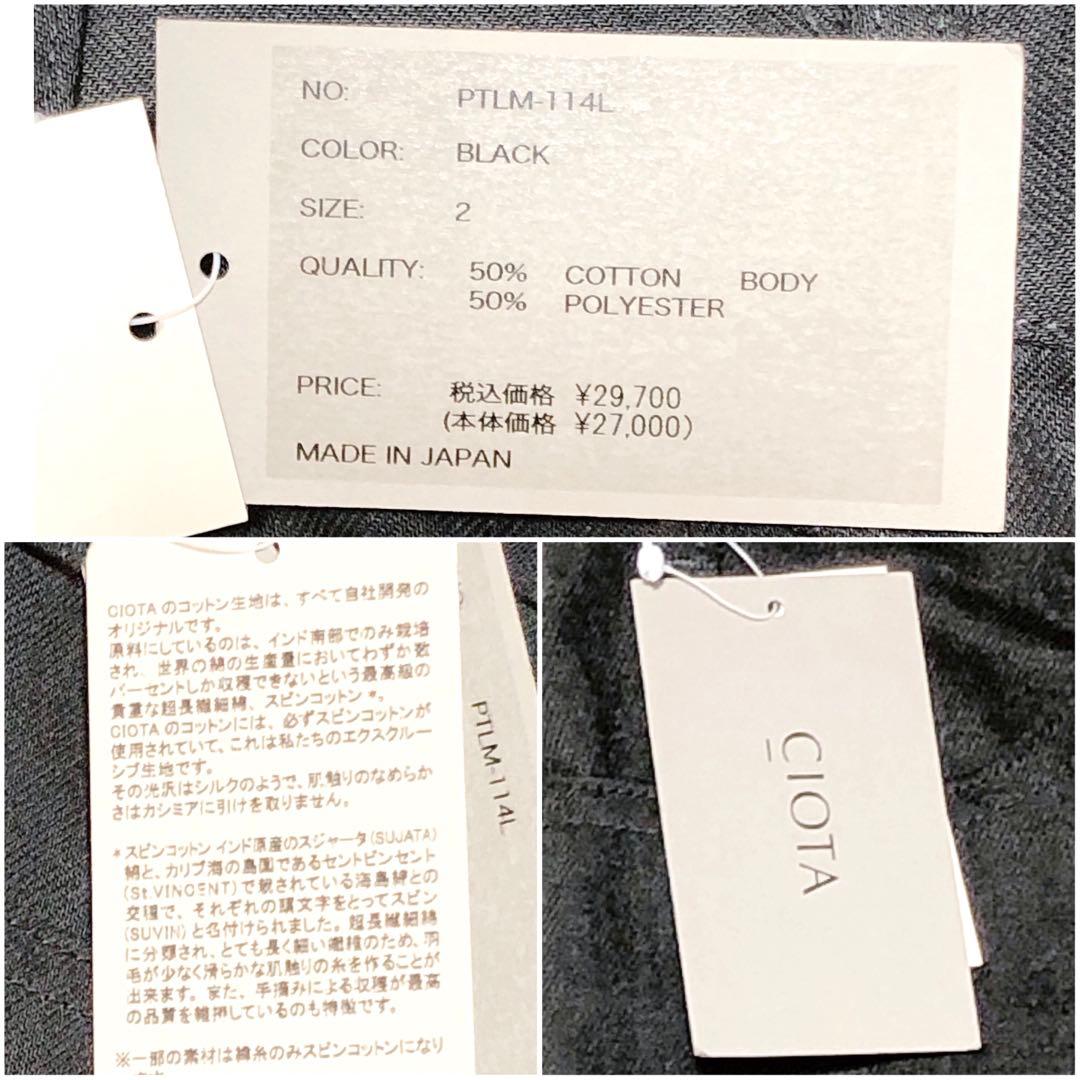 NO: PTLM-114L
COLOR: BLACK
SIZE: 2
QUALITY: 50% COTTON BODY
50% POLYESTER
PRICE: 税込価格 ¥29,700
(本体価格 ¥27,000)
MADE IN JAPAN
CIOTAのコットン生地は、すべて自社開発の
オリジナルです。
原料にしているのは、インド南部でのみ栽培
され、世界の綿の生産量においてわずか数
パーセントしか収穫できないという最高級の
貴重な超長繊細綿、スビンコットン*。
CIOTAのコットンには、必ずスビンコットンが
使用されていて、これは私たちのエクスクルー
シブ生地です。
その光沢はシルクのようで、肌触りのなめらか
さはカシミアに引けを取りません。
*スビンコットン インド原産のスジャータ(SUJATA)
綿と、カリブ海の島国であるセントビンセント
(St.VINCENT)で栽されている海島綿との
交種で、それぞれの頭文字をとってスビン
(SUVIN)と名付けられました。超長繊細綿
に分類され、とても長く細い繊維のため、羽
毛が少なく滑らかな肌触りの糸を作ることが
出来ます。また、手摘みによる収穫が最高
の品質を維持しているのも特徴です。
※一部の素材は緯糸のみスビンコットンになり
PTLM-114L
CIOTA